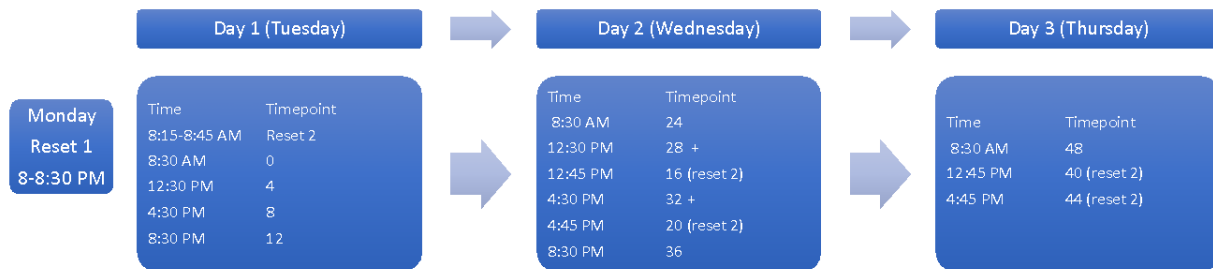 Day 1 (Tuesday)
Day 2 (Wednesday)
Day 3 (Thursday)
Monday
Reset 1
8-8:30 PM
Time Timepoint
8:15-8:45 AM Reset 2
8:30 AM 0
12:30 PM 4
4:30 PM 8
8:30 PM 12
Time Timepoint
8:30 AM 24
12:30 PM 28 +
12:45 PM 16 (reset 2)
4:30 PM 32 +
4:45 PM 20 (reset 2)
8:30 PM 36
Time Timepoint
8:30 AM 48
12:45 PM 40 (reset 2)
4:45 PM 44 (reset 2)